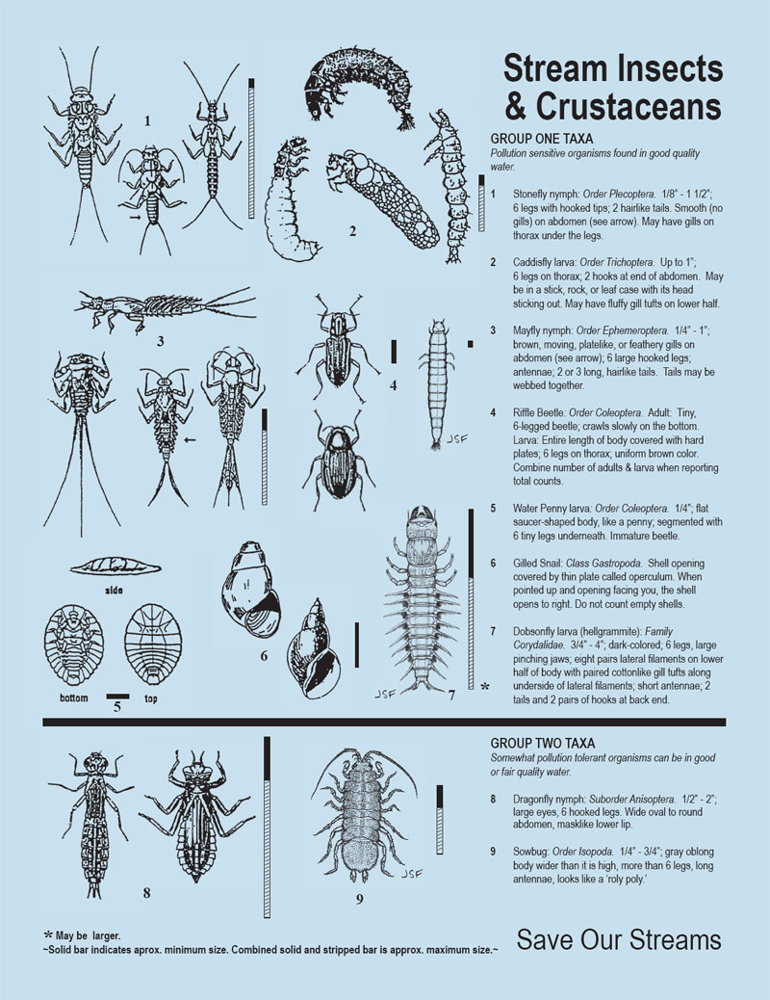 Stream Insects
& Crustaceans
GROUP ONE TAXA
Pollution sensitive organisms found in good quality
water.
1 Stonefly nymph: Order Plecoptera. 1/8” - 1 1/2”;
6 legs with hooked tips; 2 hairlike tails. Smooth (no
gills) on abdomen (see arrow). May have gills on
thorax under the legs.
2 Caddisfly larva: Order Trichoptera. Up to 1”;
6 legs on thorax; 2 hooks at end of abdomen. May
be in a stick, rock, or leaf case with its head
sticking out. May have fluffy gill tufts on lower half.
3 Mayfly nymph: Order Ephemeroptera. 1/4” - 1”;
brown, moving, platelike, or feathery gills on
abdomen (see arrow); 6 large hooked legs;
antennae; 2 or 3 long, hairlike tails. Tails may be
webbed together.
4 Riffle Beetle: Order Coleoptera. Adult: Tiny,
6-legged beetle; crawls slowly on the bottom.
Larva: Entire length of body covered with hard
plates; 6 legs on thorax; uniform brown color.
Combine number of adults & larva when reporting
total counts.
5 Water Penny larva: Order Coleoptera. 1/4”; flat
saucer-shaped body, like a penny; segmented with
6 tiny legs underneath. Immature beetle.
6 Gilled Snail: Class Gastropoda. Shell opening
covered by thin plate called operculum. When
pointed up and opening facing you, the shell
opens to right. Do not count empty shells.
7 Dobsonfly larva (hellgrammite): Family
Corydalidae. 3/4” - 4”; dark-colored; 6 legs, large
pinching jaws; eight pairs lateral filaments on lower
half of body with paired cottonlike gill tufts along
underside of lateral filaments; short antennae; 2
tails and 2 pairs of hooks at back end.
1
2
3
4
JSF
side
bottom
top
5
6
JSF
7
*
GROUP TWO TAXA
Somewhat pollution tolerant organisms can be in good
or fair quality water.
8 Dragonfly nymph: Suborder Anisoptera. 1/2” - 2”;
large eyes, 6 hooked legs. Wide oval to round
abdomen, masklike lower lip.
9 Sowbug: Order Isopoda. 1/4” - 3/4”; gray oblong
body wider than it is high, more than 6 legs, long
antennae, looks like a ‘roly poly.’
8
JSF
9
* May be larger.
~Solid bar indicates aprox. minimum size. Combined solid and stripped bar is approx. maximum size.~
Save Our Streams